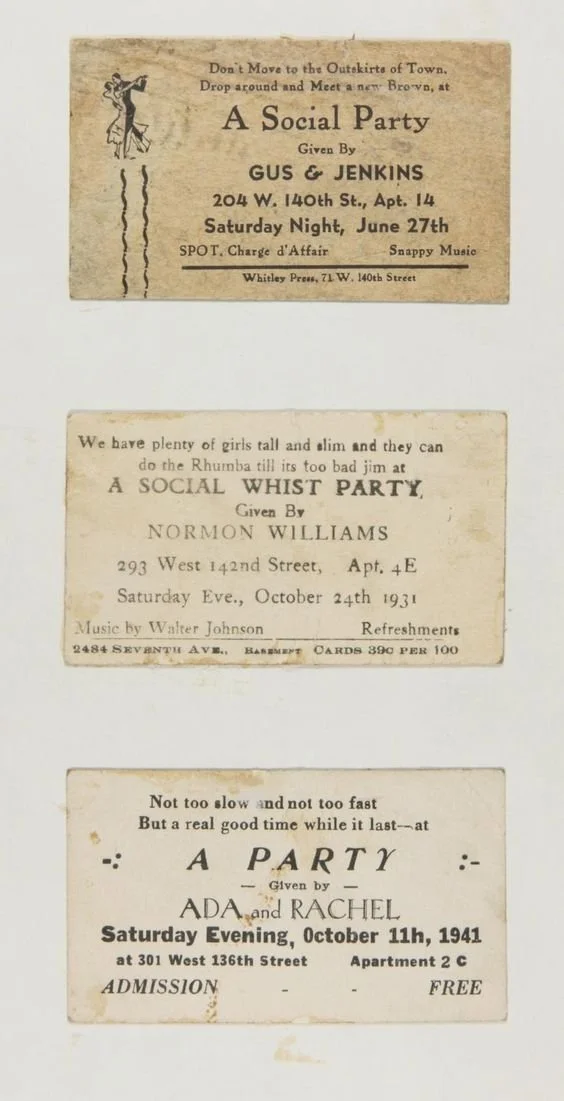 Don't Move to the Outskirts of Town,
Drop around and Meet a new Brown, at
A Social Party
Given By
GUS & JENKINS
204 W. 140th St., Apt. 14
Saturday Night, June 27th
SPOT, Charge d'Affair Snappy Music
Whitley Press, 71 W. 140th Street
We have plenty of girls tall and slim and they can
do the Rhumba till its too bad jim at
A SOCIAL WHIST PARTY,
Given By
NORMON WILLIAMS
293 West 142nd Street, Apt. 4E
Saturday Eve., October 24th 1931
Music by Walter Johnson Refreshments
2484 SEVENTH AVE., BASEMENT CARDS 39C PER 100
Not too slow and not too fast
But a real good time while it last--at
-: A PARTY :-
— Given by —
ADA and RACHEL
Saturday Evening, October 11h, 1941
at 301 West 136th Street Apartment 2 C
ADMISSION - - FREE